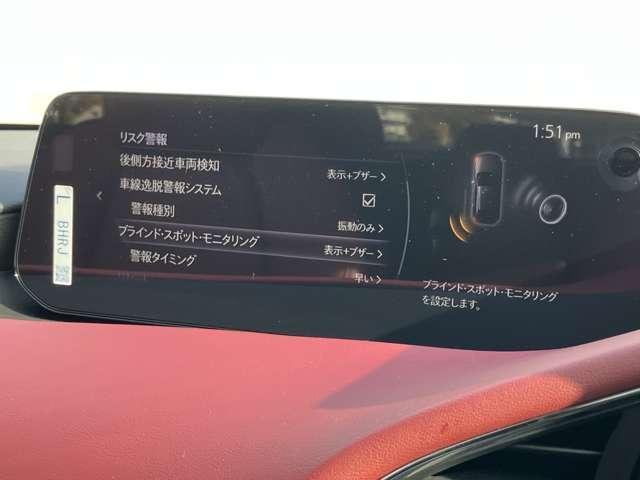 1:51 pm
リスク警報
後側方接近車両検知
表示+ブザー
車線逸脱警報システム
警報種別
振動のみ
ブラインド・スポット・モニタリング
表示+ブザー
警報タイミング
早い
ブラインド・スポット・モニタリング
を設定します。
L BHRJ